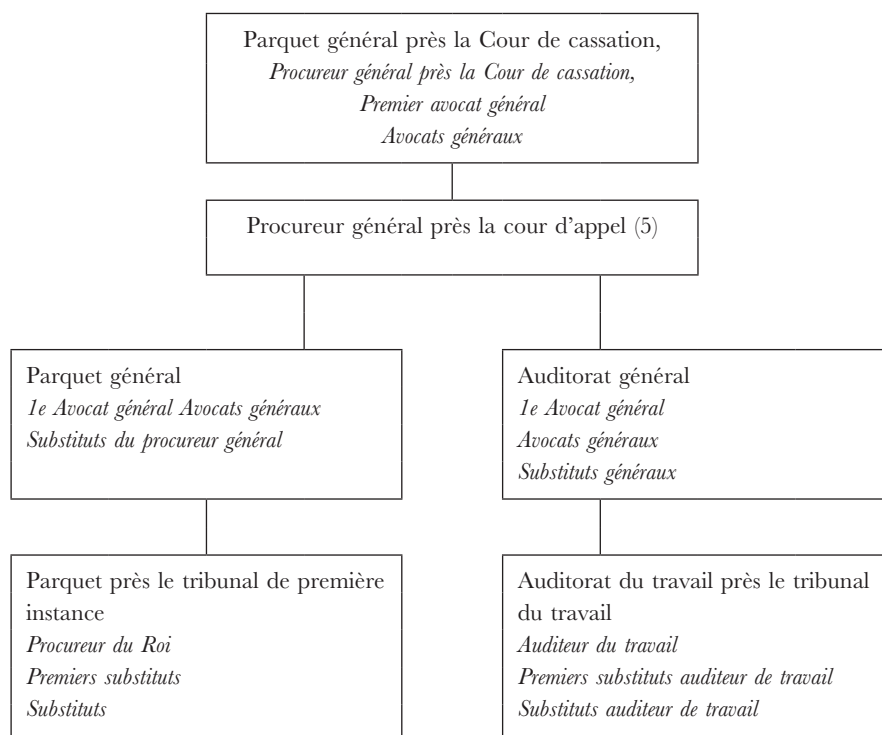 Parquet général près la Cour de cassation,
Procureur général près la Cour de cassation,
Premier avocat général
Avocats généraux
Procureur général près la cour d'appel (5)
Parquet général
1e Avocat général Avocats généraux
Substituts du procureur général
Auditorat général
1e Avocat général
Avocats généraux
Substituts généraux
Parquet près le tribunal de première
instance
Procureur du Roi
Premiers substituts
Substituts
Auditorat du travail près le tribunal
du travail
Auditeur du travail
Premiers substituts auditeur de travail
Substituts auditeur de travail